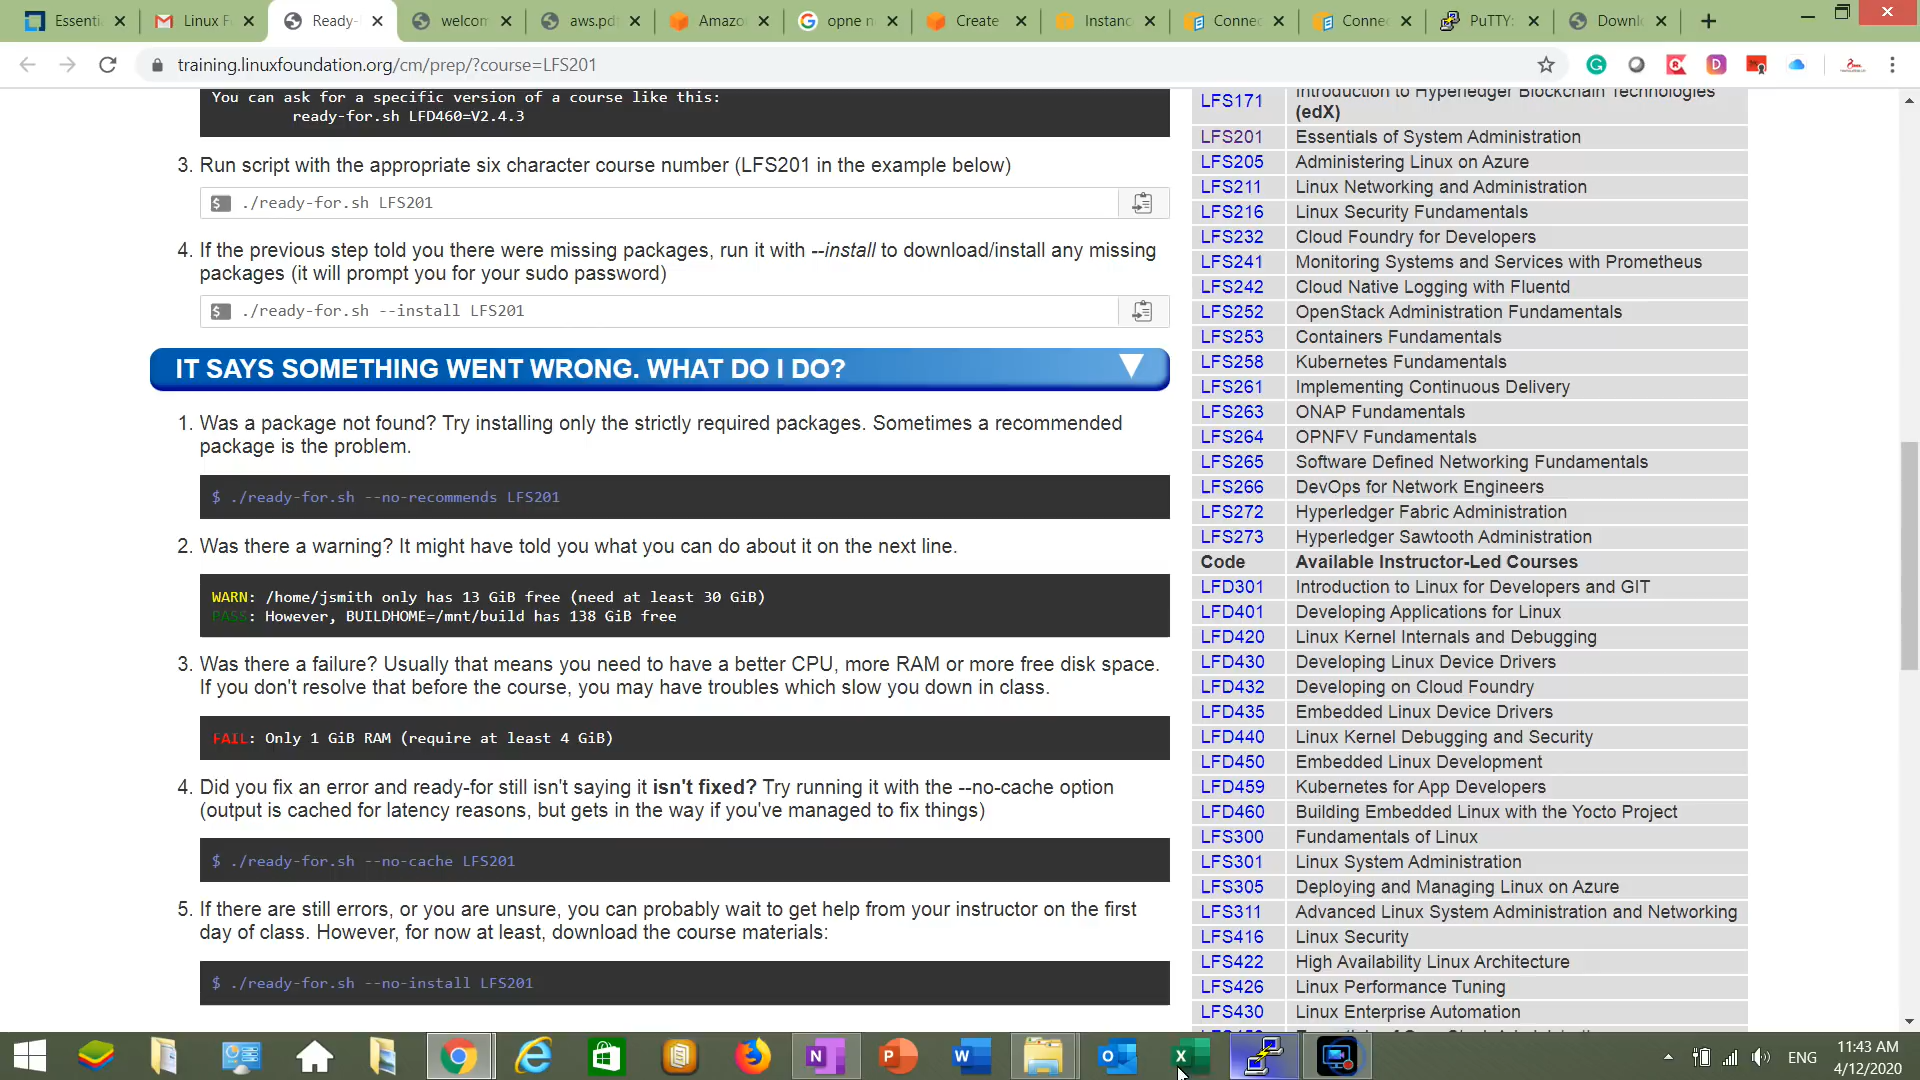 Essentia
Linux F
Ready-
welcom
aws.pd
Amazo
opne n
Create
Instanc
Connec
Connec
PuTTY:
Downl
training.linuxfoundation.org/cm/prep/?course=LFS201
You can ask for a specific version of a course like this:
ready-for.sh LFD460=V2.4.3
3. Run script with the appropriate six character course number (LFS201 in the example below)
$ ./ready-for.sh LFS201
4. If the previous step told you there were missing packages, run it with --install to download/install any missing
packages (it will prompt you for your sudo password)
$ ./ready-for.sh --install LFS201
IT SAYS SOMETHING WENT WRONG. WHAT DO I DO?
1. Was a package not found? Try installing only the strictly required packages. Sometimes a recommended
package is the problem.
$ ./ready-for.sh --no-recommends LFS201
2. Was there a warning? It might have told you what you can do about it on the next line.
WARN: /home/jsmith only has 13 GiB free (need at least 30 GiB)
PASS: However, BUILDHOME=/mnt/build has 138 GiB free
3. Was there a failure? Usually that means you need to have a better CPU, more RAM or more free disk space.
If you don't resolve that before the course, you may have troubles which slow you down in class.
FAIL: Only 1 GiB RAM (require at least 4 GiB)
4. Did you fix an error and ready-for still isn't saying it isn't fixed? Try running it with the --no-cache option
(output is cached for latency reasons, but gets in the way if you've managed to fix things)
$ ./ready-for.sh --no-cache LFS201
5. If there are still errors, or you are unsure, you can probably wait to get help from your instructor on the first
day of class. However, for now at least, download the course materials:
$ ./ready-for.sh --no-install LFS201
LFS171 Introduction to Hyperledger Blockchain Technologies
(edX)
LFS201 Essentials of System Administration
LFS205 Administering Linux on Azure
LFS211 Linux Networking and Administration
LFS216 Linux Security Fundamentals
LFS232 Cloud Foundry for Developers
LFS241 Monitoring Systems and Services with Prometheus
LFS242 Cloud Native Logging with Fluentd
LFS252 OpenStack Administration Fundamentals
LFS253 Containers Fundamentals
LFS258 Kubernetes Fundamentals
LFS261 Implementing Continuous Delivery
LFS263 ONAP Fundamentals
LFS264 OPNFV Fundamentals
LFS265 Software Defined Networking Fundamentals
LFS266 DevOps for Network Engineers
LFS272 Hyperledger Fabric Administration
LFS273 Hyperledger Sawtooth Administration
Code Available Instructor-Led Courses
LFD301 Introduction to Linux for Developers and GIT
LFD401 Developing Applications for Linux
LFD420 Linux Kernel Internals and Debugging
LFD430 Developing Linux Device Drivers
LFD432 Developing on Cloud Foundry
LFD435 Embedded Linux Device Drivers
LFD440 Linux Kernel Debugging and Security
LFD450 Embedded Linux Development
LFD459 Kubernetes for App Developers
LFD460 Building Embedded Linux with the Yocto Project
LFS300 Fundamentals of Linux
LFS301 Linux System Administration
LFS305 Deploying and Managing Linux on Azure
LFS311 Advanced Linux System Administration and Networking
LFS416 Linux Security
LFS422 High Availability Linux Architecture
LFS426 Linux Performance Tuning
LFS430 Linux Enterprise Automation
ENG
11:43 AM
4/12/2020